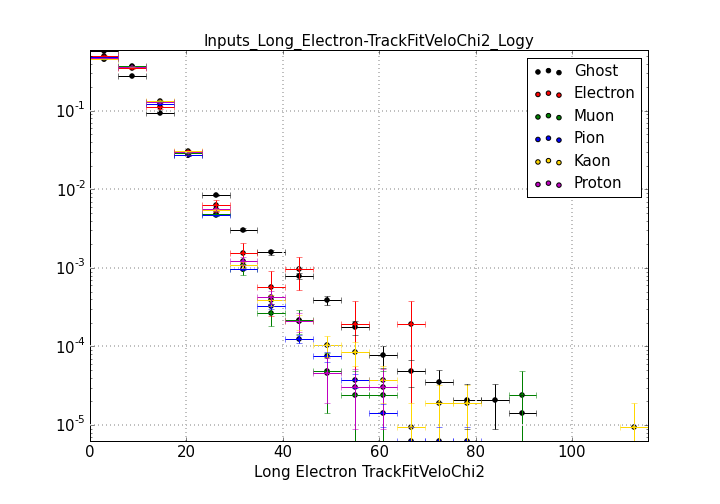 Inputs_Long_Electron-TrackFitVeloChi2_Logy
Ghost
Electron
Muon
Pion
Kaon
Proton
10^-1
10^-2
10^-3
10^-4
10^-5
0 20 40 60 80 100
Long Electron TrackFitVeloChi2